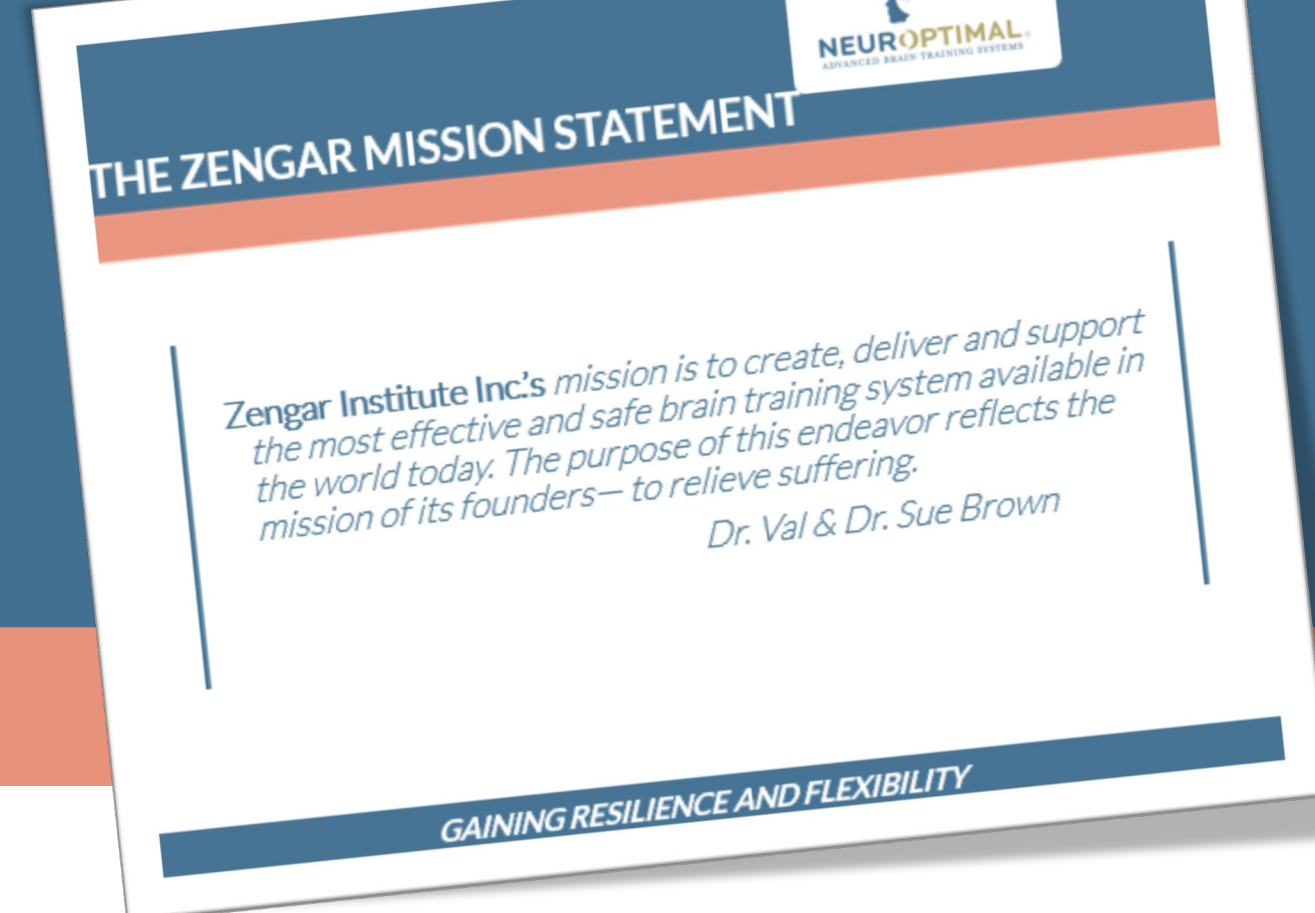 NEUROPTIMAL®
ADVANCED BRAIN TRAINING SYSTEMS
THE ZENGAR MISSION STATEMENT
Zengar Institute Inc.'s mission is to create, deliver and support
the most effective and safe brain training system available in
the world today. The purpose of this endeavor reflects the
mission of its founders— to relieve suffering.
Dr. Val & Dr. Sue Brown
GAINING RESILIENCE AND FLEXIBILITY